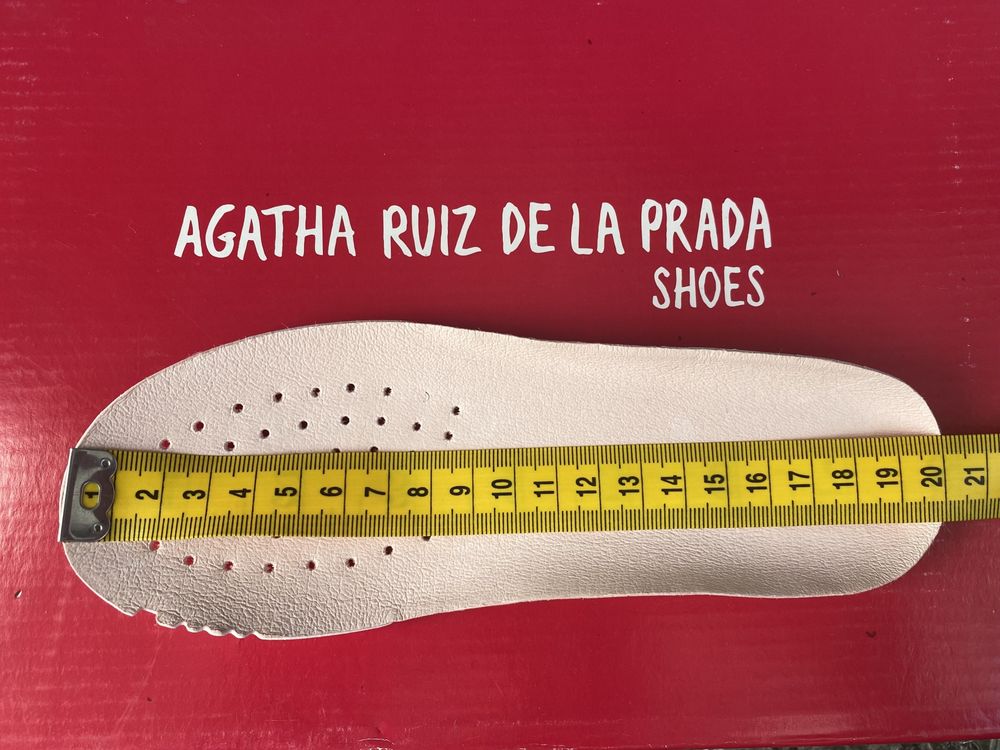 AGATHA RUIZ DE LA PRADA
SHOES
1 2 3 4 5 6 7 8 9 10 11 12 13 14 15 16 17 18 19 20 21